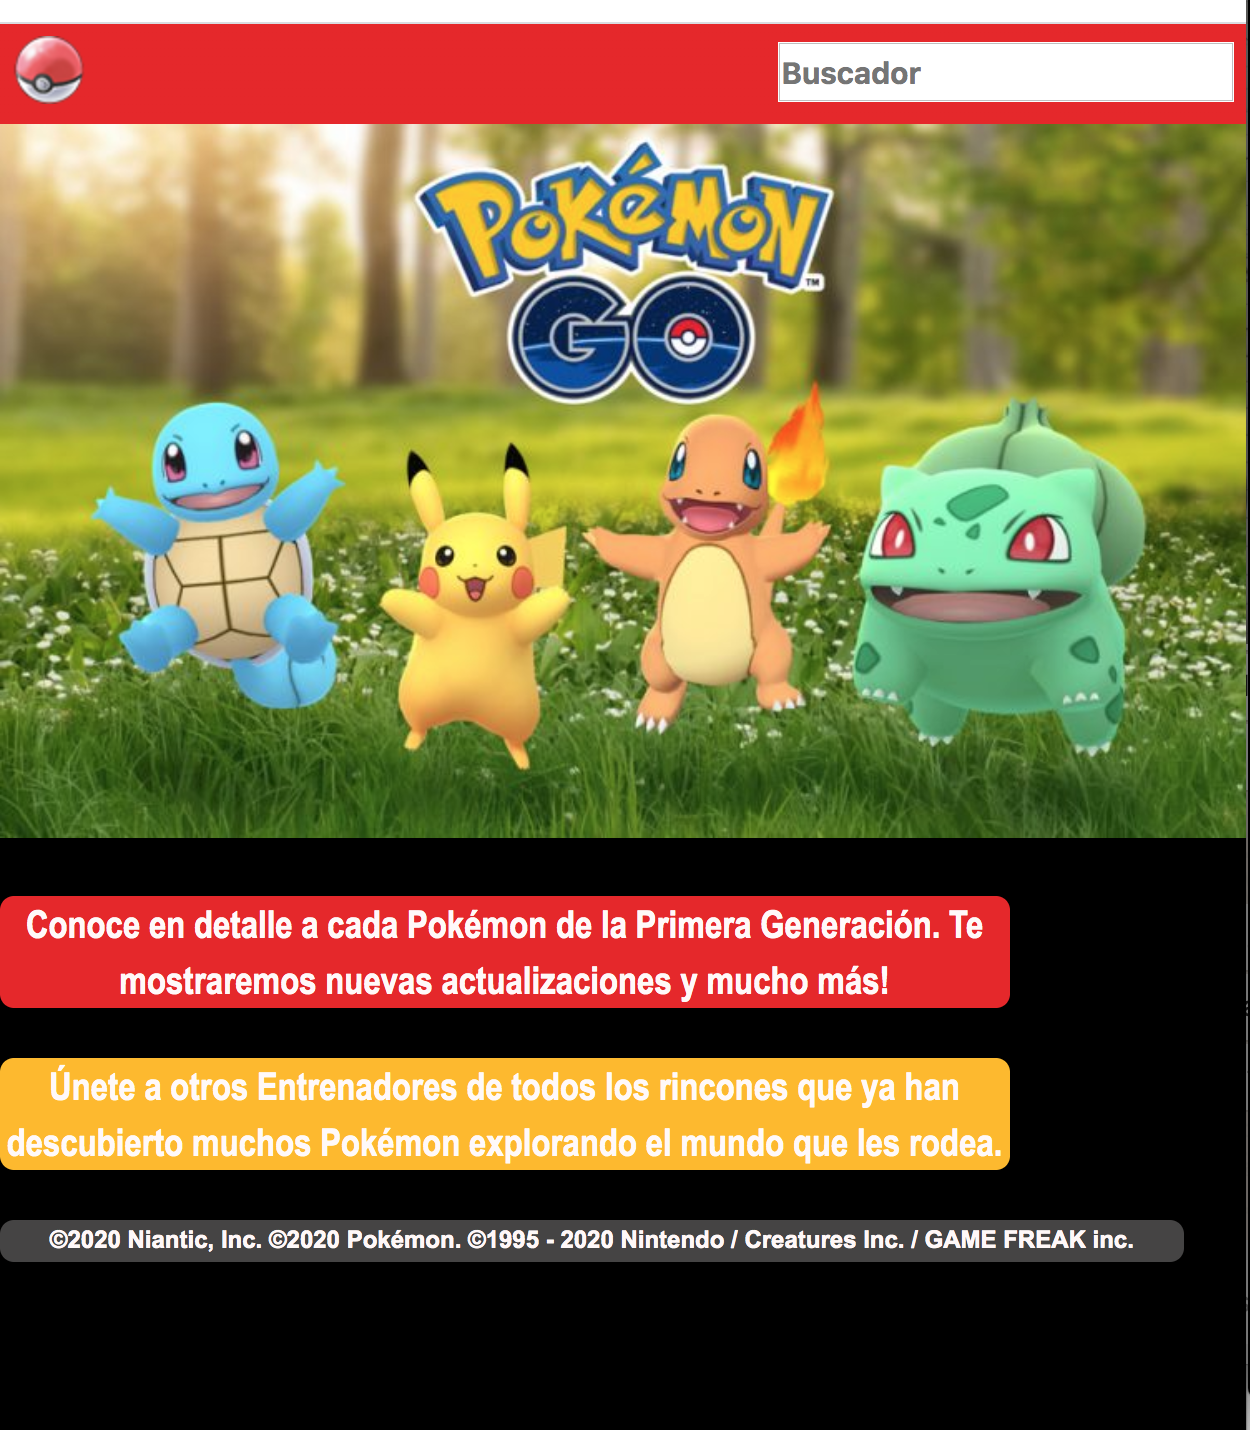 Buscador
POKéMON
TM
GO
Conoce en detalle a cada Pokémon de la Primera Generación. Te
mostraremos nuevas actualizaciones y mucho más!
Únete a otros Entrenadores de todos los rincones que ya han
descubierto muchos Pokémon explorando el mundo que les rodea.
©2020 Niantic, Inc. ©2020 Pokémon. ©1995 - 2020 Nintendo / Creatures Inc. / GAME FREAK inc.